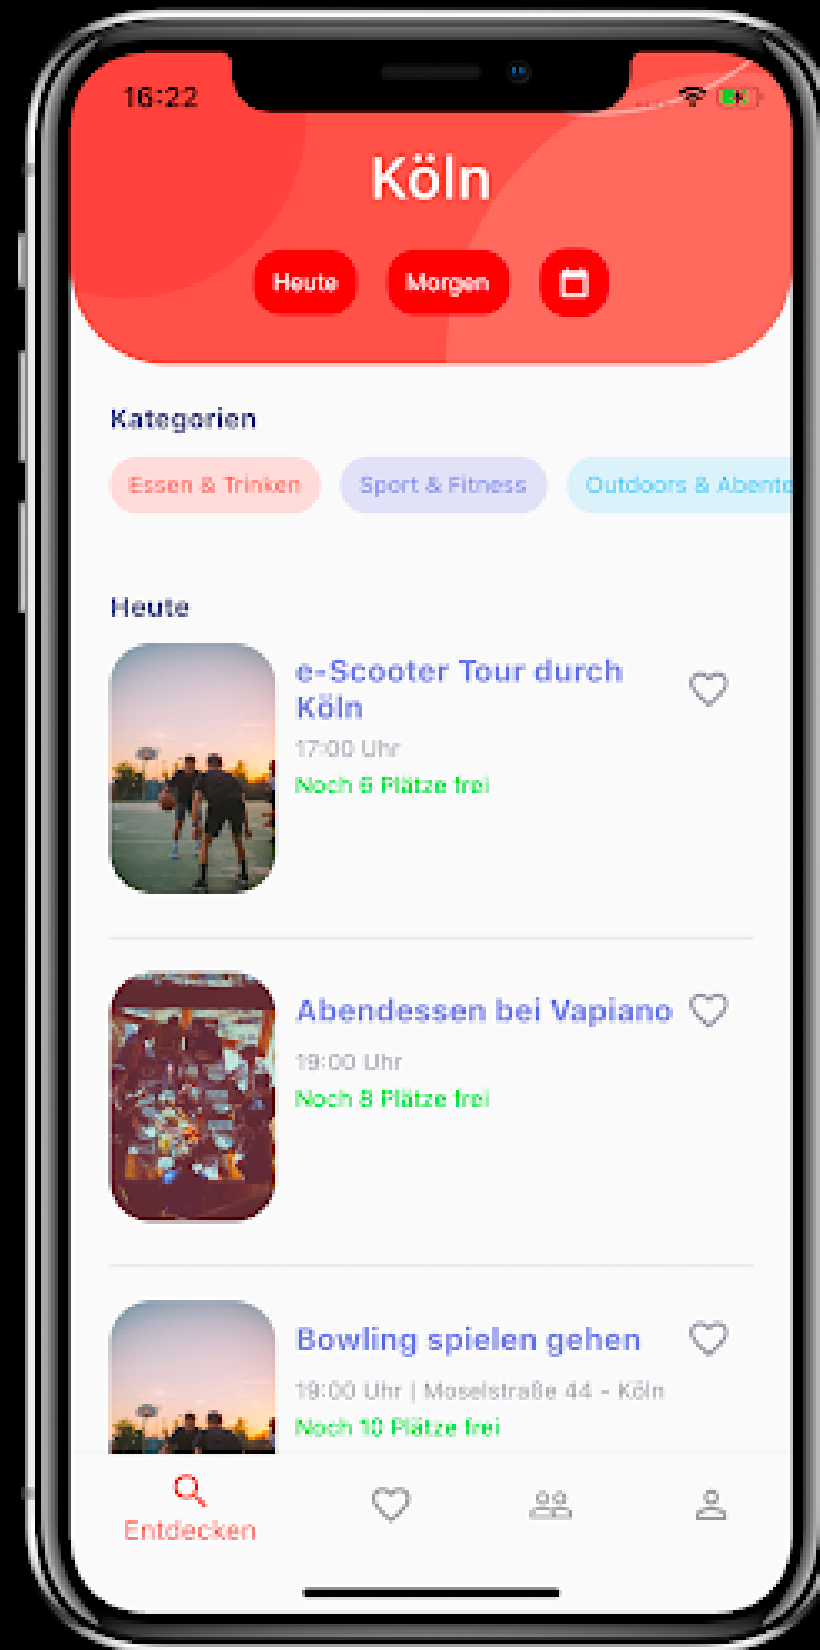 16:22
Köln
Heute
Morgen
Kategorien
Essen & Trinken
Sport & Fitness
Outdoors & Abente
Heute
e-Scooter Tour durch
Köln
17:00 Uhr
Noch 6 Plätze frei
Abendessen bei Vapiano
19:00 Uhr
Noch 8 Plätze frei
Bowling spielen gehen
19:00 Uhr | Moselstraße 44 - Köln
Noch 10 Plätze frei
Entdecken